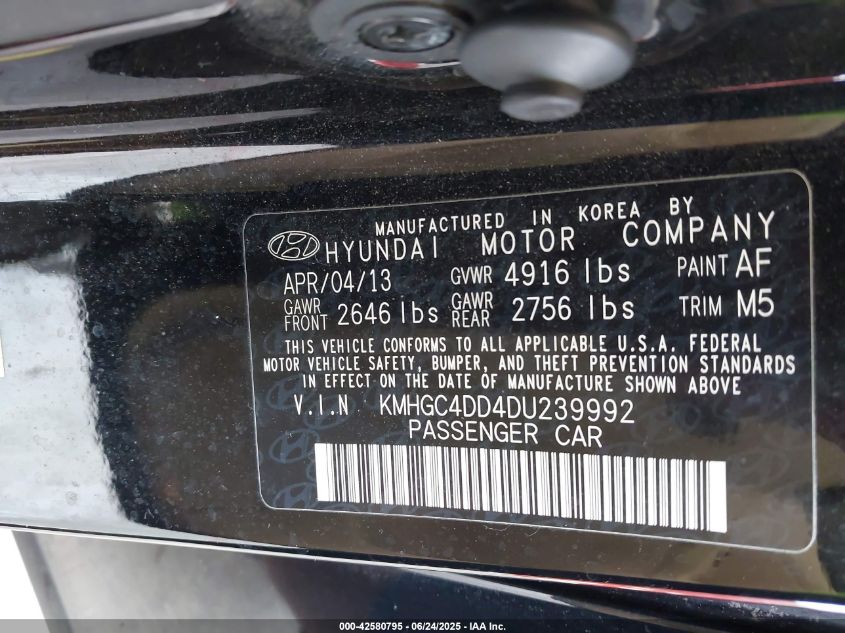 MANUFACTURED IN KOREA BY
HYUNDAI MOTOR COMPANY
APR/04/13 GVWR 4916 lbs PAINT AF
GAWR FRONT 2646 lbs GAWR REAR 2756 lbs TRIM M5
THIS VEHICLE CONFORMS TO ALL APPLICABLE U.S.A. FEDERAL
MOTOR VEHICLE SAFETY, BUMPER, AND THEFT PREVENTION STANDARDS
IN EFFECT ON THE DATE OF MANUFACTURE SHOWN ABOVE
V.I.N KMHGC4DD4DU239992
PASSENGER CAR
000-42580795 - 06/24/2025 - IAA Inc.